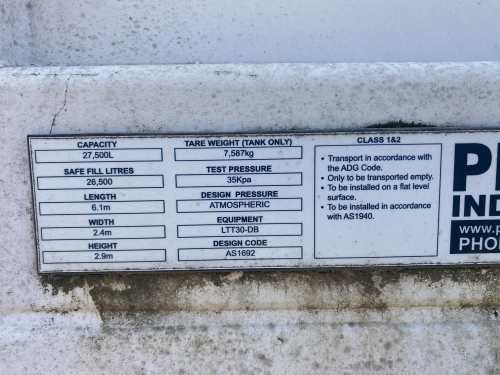 CAPACITY
27,500L
SAFE FILL LITRES
26,500
LENGTH
6.1m
WIDTH
2.4m
HEIGHT
2.9m
TARE WEIGHT (TANK ONLY)
7,587kg
TEST PRESSURE
35Kpa
DESIGN PRESSURE
ATMOSPHERIC
EQUIPMENT
LTT30-DB
DESIGN CODE
AS1692
CLASS 1&2
• Transport in accordance with
the ADG Code.
• Only to be transported empty.
• To be installed on a flat level
surface.
• To be installed in accordance
with AS1940.
IND
www.p
PHO